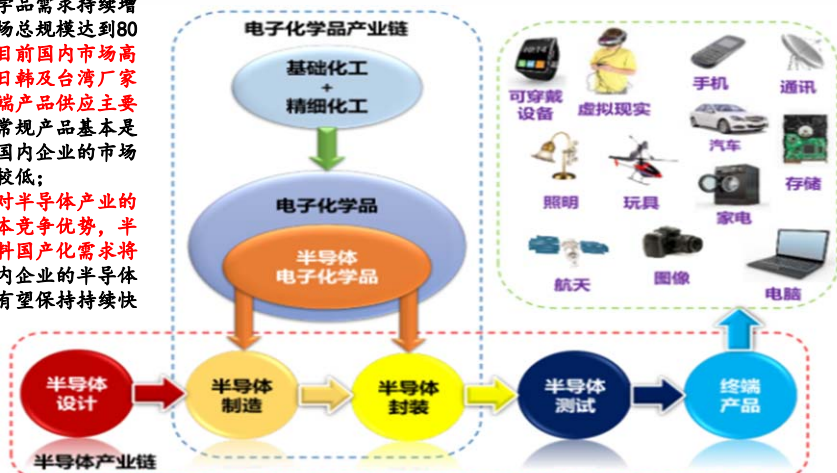 学品需求持续增
场总规模达到80
目前国内市场高
日韩及台湾厂家
端产品供应主要
常规产品基本是
国内企业的市场
较低；
对半导体产业的
本竞争优势，半
料国产化需求将
内企业的半导体
有望保持持续快
电子化学品产业链
基础化工
+
精细化工
电子化学品
半导体
电子化学品
可穿戴
设备
虚拟现实
手机
通讯
汽车
照明
玩具
家电
存储
航天
图像
电脑
半导体
设计
半导体
制造
半导体
封装
半导体
测试
终端
产品
半导体产业链